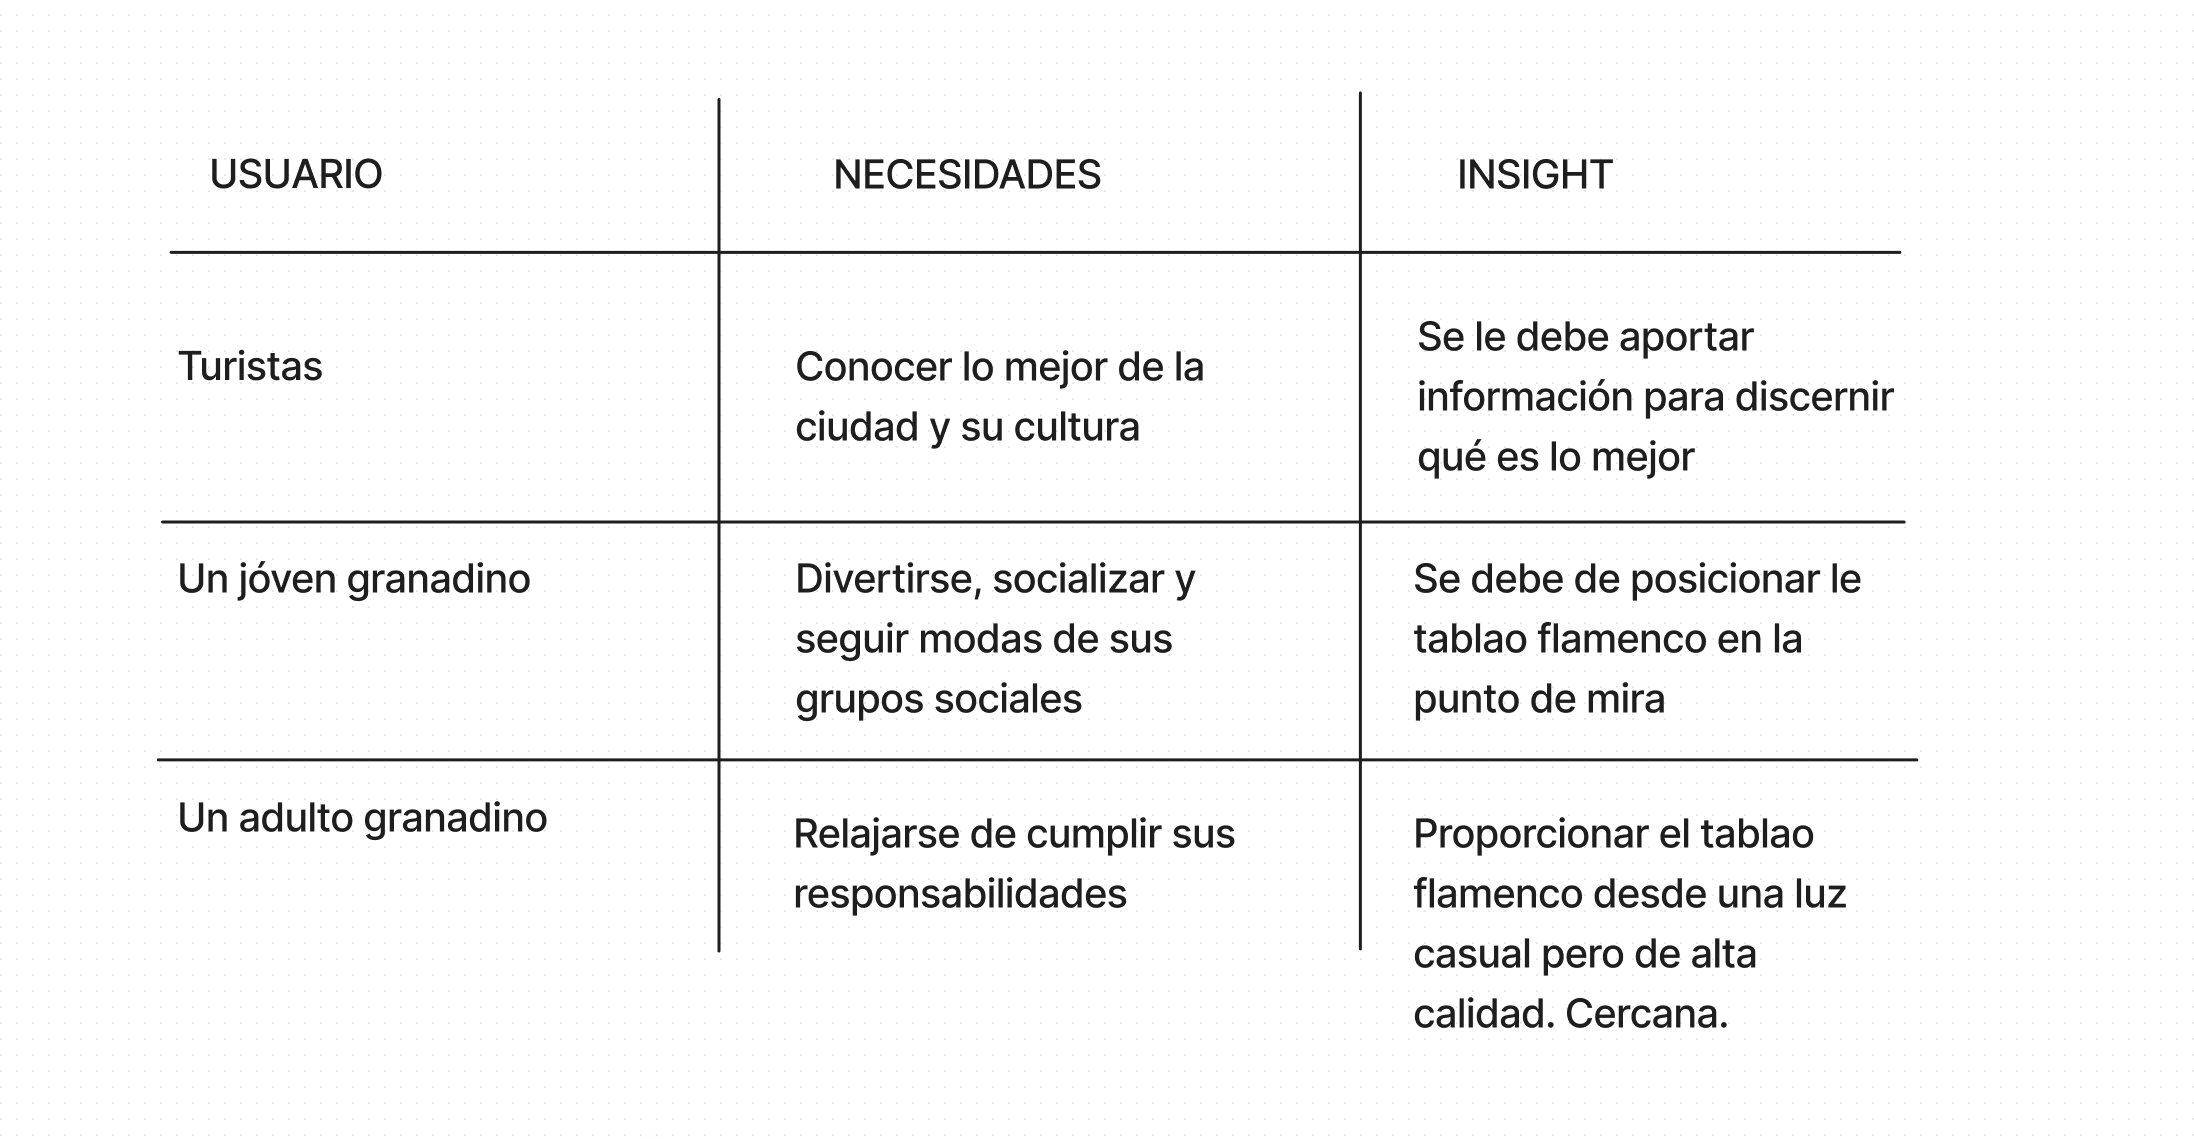 USUARIO
NECESIDADES
INSIGHT
Turistas
Conocer lo mejor de la
ciudad y su cultura
Se le debe aportar
información para discernir
qué es lo mejor
Un jóven granadino
Divertirse, socializar y
seguir modas de sus
grupos sociales
Se debe de posicionar le
tablao flamenco en la
punto de mira
Un adulto granadino
Relajarse de cumplir sus
responsabilidades
Proporcionar el tablao
flamenco desde una luz
casual pero de alta
calidad. Cercana.